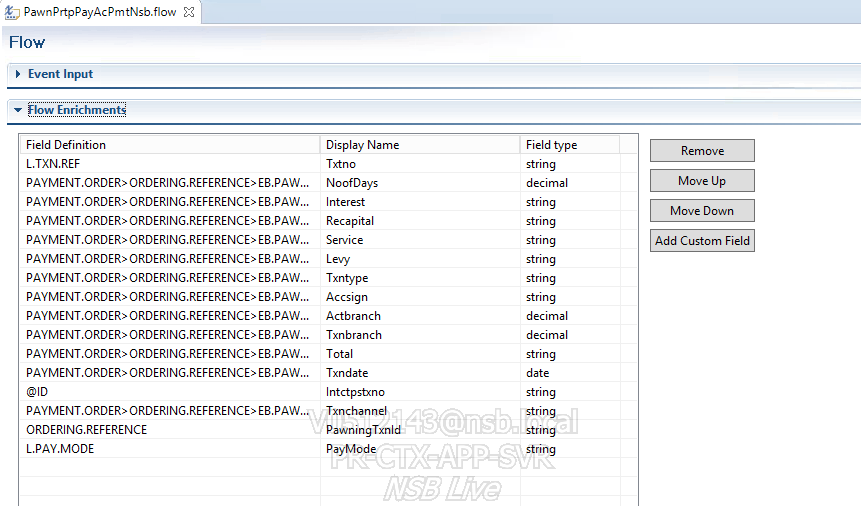 PawnPrtpPayAcPmtNsb.flow
Flow
Event Input
Flow Enrichments
Field Definition Display Name Field type
L.TXN.REF Txtno string
PAYMENT.ORDER>ORDERING.REFERENCE>EB.PAW... NoofDays decimal
PAYMENT.ORDER>ORDERING.REFERENCE>EB.PAW... Interest string
PAYMENT.ORDER>ORDERING.REFERENCE>EB.PAW... Recapital string
PAYMENT.ORDER>ORDERING.REFERENCE>EB.PAW... Service string
PAYMENT.ORDER>ORDERING.REFERENCE>EB.PAW... Levy string
PAYMENT.ORDER>ORDERING.REFERENCE>EB.PAW... Txntype string
PAYMENT.ORDER>ORDERING.REFERENCE>EB.PAW... Accsign string
PAYMENT.ORDER>ORDERING.REFERENCE>EB.PAW... Actbranch decimal
PAYMENT.ORDER>ORDERING.REFERENCE>EB.PAW... Txnbranch decimal
PAYMENT.ORDER>ORDERING.REFERENCE>EB.PAW... Total string
PAYMENT.ORDER>ORDERING.REFERENCE>EB.PAW... Txndate date
@ID Intctpstxno string
PAYMENT.ORDER>ORDERING.REFERENCE>EB.PAW... Txnchannel string
ORDERING.REFERENCE PawningTxnId string
L.PAY.MODE PayMode string
Remove
Move Up
Move Down
Add Custom Field
PR-CTX-APP-SVR
NSB Live